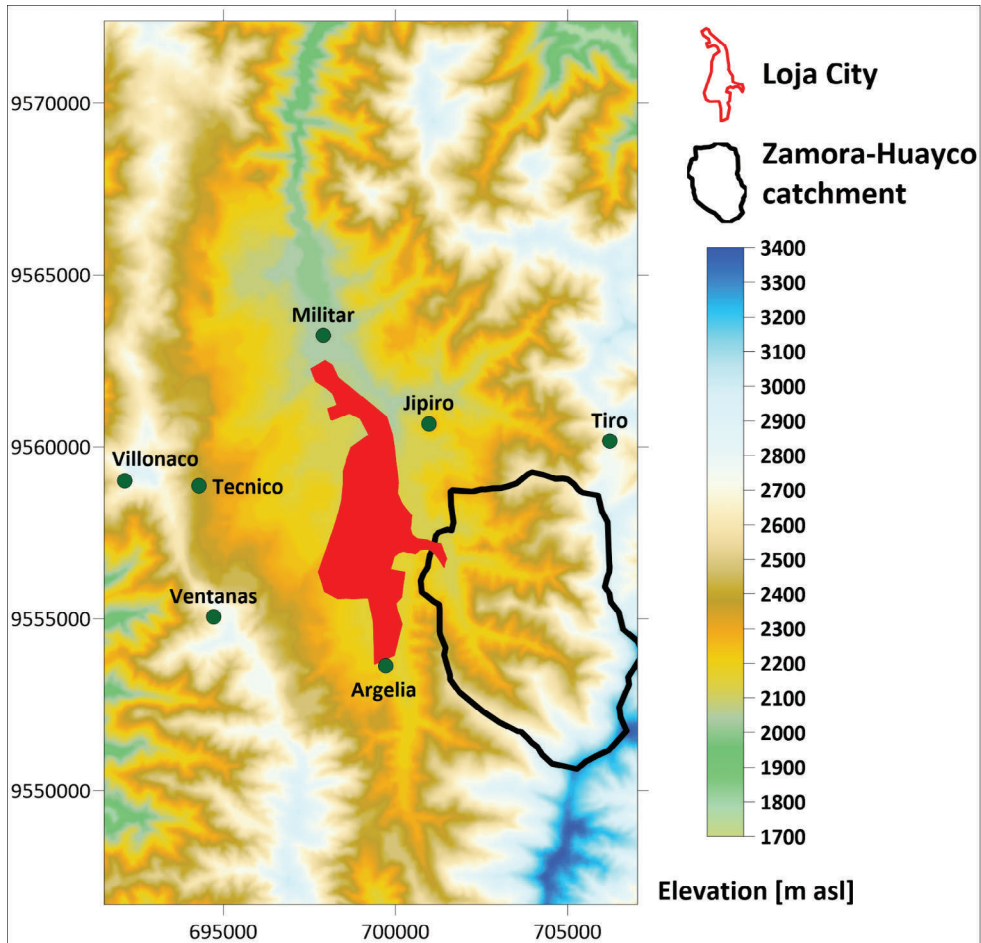 9570000
9565000
9560000
9555000
9550000
695000
700000
705000
Militar
Jipiro
Tiro
Villonaco
Tecnico
Ventanas
Argelia
Loja City
Zamora-Huayco
catchment
3400
3300
3200
3100
3000
2900
2800
2700
2600
2500
2400
2300
2200
2100
2000
1900
1800
1700
Elevation [m asl]